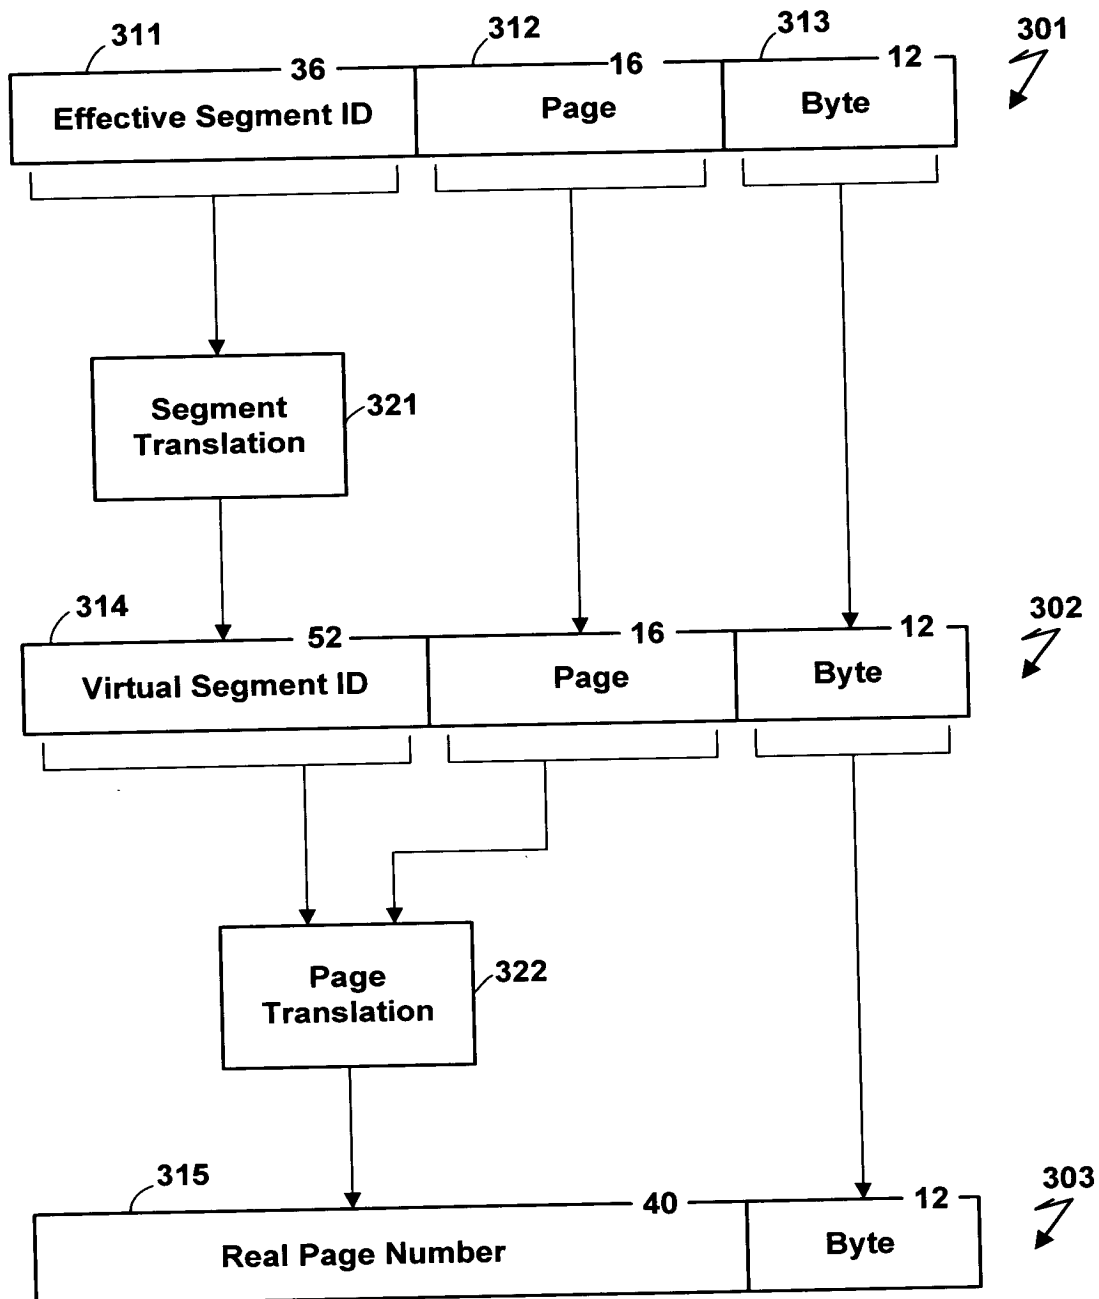 311
312
313
301
36
16
12
Effective Segment ID
Page
Byte
Segment
Translation
321
314
302
52
16
12
Virtual Segment ID
Page
Byte
Page
Translation
322
315
303
40
12
Real Page Number
Byte